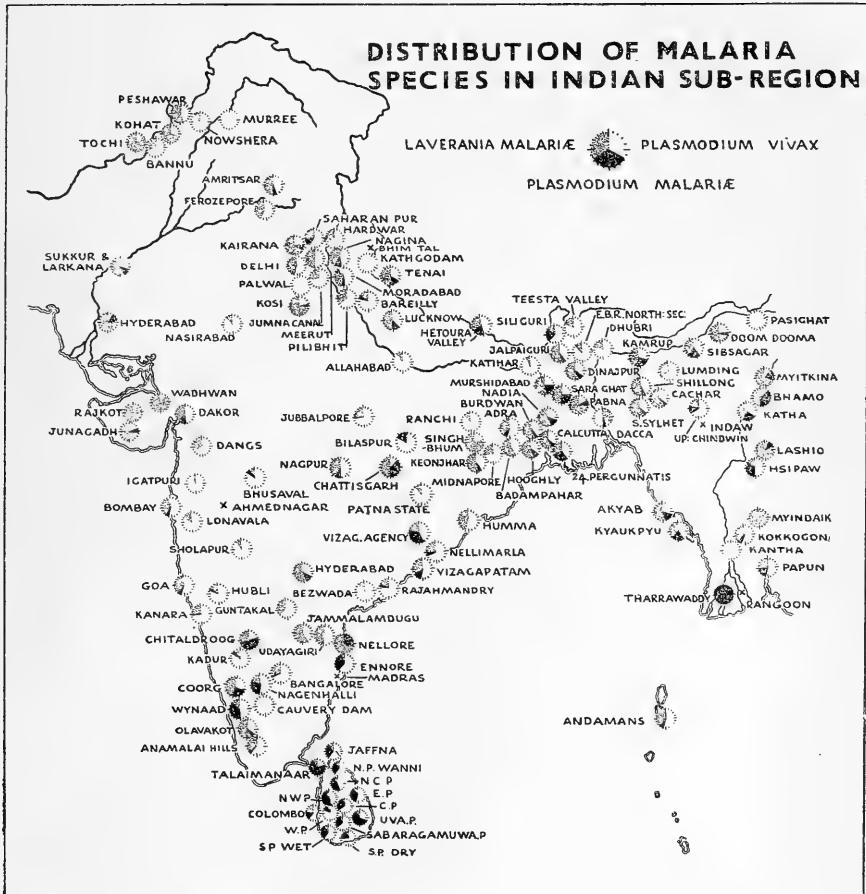 DISTRIBUTION OF MALARIA
SPECIES IN INDIAN SUB-REGION
LAVERANIA MALARIÆ
PLASMODIUM VIVAX
PLASMODIUM MALARIÆ
PESHAWAR
MURREE
KOHAT
TOCHI
NOWSHERA
BANNU
AMRITSAR
FEROZEPORE
SAHARAN PUR
HARDWAR
KAIRANA
NAGINA
BHIM TAL
SUKKUR &
LARKANA
DELHI
KATHGODAM
TENAI
PALWAL
MORADABAD
KOSI
BAREILLY
HYDERABAD
NASIRABAD
JUMNA CANAL
MEERUT
PILIBHIT
LUCKNOW
HETOURA
VALLEY
SILIGURI
TEESTA VALLEY
E.B.R. NORTH: SEC:
DHUBRI
PASIGHAT
KAMRUP
DOOM DOOMA
SIBSAGAR
ALLAHABAD
JALPAIGURI
KATIHAR
DINAJPUR
LUMDING
SHILLONG
MYITKINA
MURSHIDABAD
SARA GHAT
CACHAR
BHAMO
NADIA
PABNA
WADHWAN
RAJKOT
DAKOR
JUNAGADH
JUBBALPORE
RANCHI
BURDWAN
ADRA
KATHA
S. SYLHET
INDAW
UP: CHINDWIN
DANGS
BILASPUR
SINGH-
BHUM
CALCUTTA
DACCA
LASHIO
NAGPUR
KEONJHAR
HSIPAW
IGATPURI
BHUSAVAL
CHATTISGARH
MIDNAPORE
HOOGHLY
24. PERGUNNATIS
BADAMPAHAR
BOMBAY
AHMEDNAGAR
PATNA STATE
LONAVALA
AKYAB
HUMMA
MYINDAIK
KYAUKPYU
KOKKOGON
VIZAG. AGENCY
KANTHA
SHOLAPUR
NELLIMARLA
HYDERABAD
VIZAGAPATAM
PAPUN
GOA
HUBLI
BEZWADA
RAJAHMANDRY
THARRAWADDY
RANGOON
KANARA
GUNTAKAL
JAMMALAMDUGU
CHITALDROOG
UDAYAGIRI
NELLORE
KADUR
ENNORE
BANGALORE
MADRAS
COORG
NAGENHALLI
WYNAAD
CAUVERY DAM
ANDAMANS
OLAVAKOT
ANAMALAI HILLS
JAFFNA
TALAIMANAAR
N.P. WANNI
N C P
N W P
E.P
COLOMBO
C.P
UVA.P.
W.P.
SABARAGAMUWA.P
S P WET
S.P. DRY